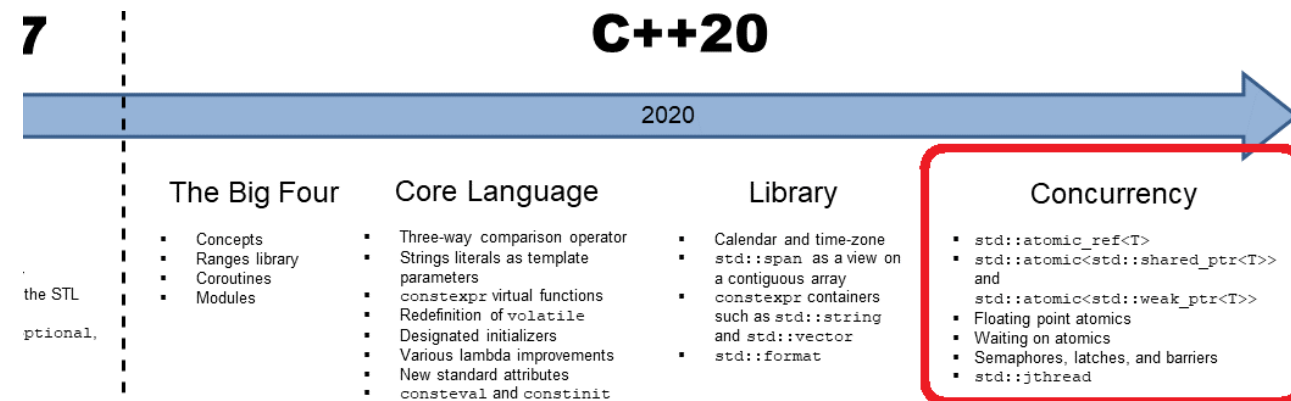 7
C++20
2020
the STL
ptional,
The Big Four
▪ Concepts
▪ Ranges library
▪ Coroutines
▪ Modules
Core Language
▪ Three-way comparison operator
▪ Strings literals as template
parameters
▪ constexpr virtual functions
▪ Redefinition of volatile
▪ Designated initializers
▪ Various lambda improvements
▪ New standard attributes
▪ consteval and constinit
Library
▪ Calendar and time-zone
▪ std::span as a view on
a contiguous array
▪ constexpr containers
such as std::string
and std::vector
▪ std::format
Concurrency
▪ std::atomic_ref<T>
▪ std::atomic<std::shared_ptr<T>>
and
std::atomic<std::weak_ptr<T>>
▪ Floating point atomics
▪ Waiting on atomics
▪ Semaphores, latches, and barriers
▪ std::jthread